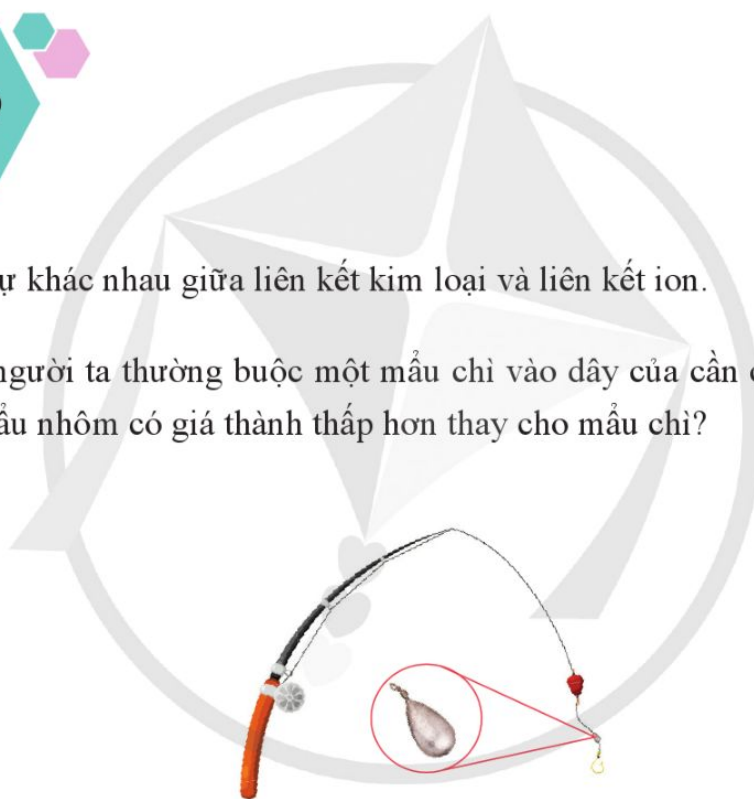 ự khác nhau giữa liên kết kim loại và liên kết ion.
người ta thường buộc một mẩu chì vào dây của cần
ẩu nhôm có giá thành thấp hơn thay cho mẩu chì?